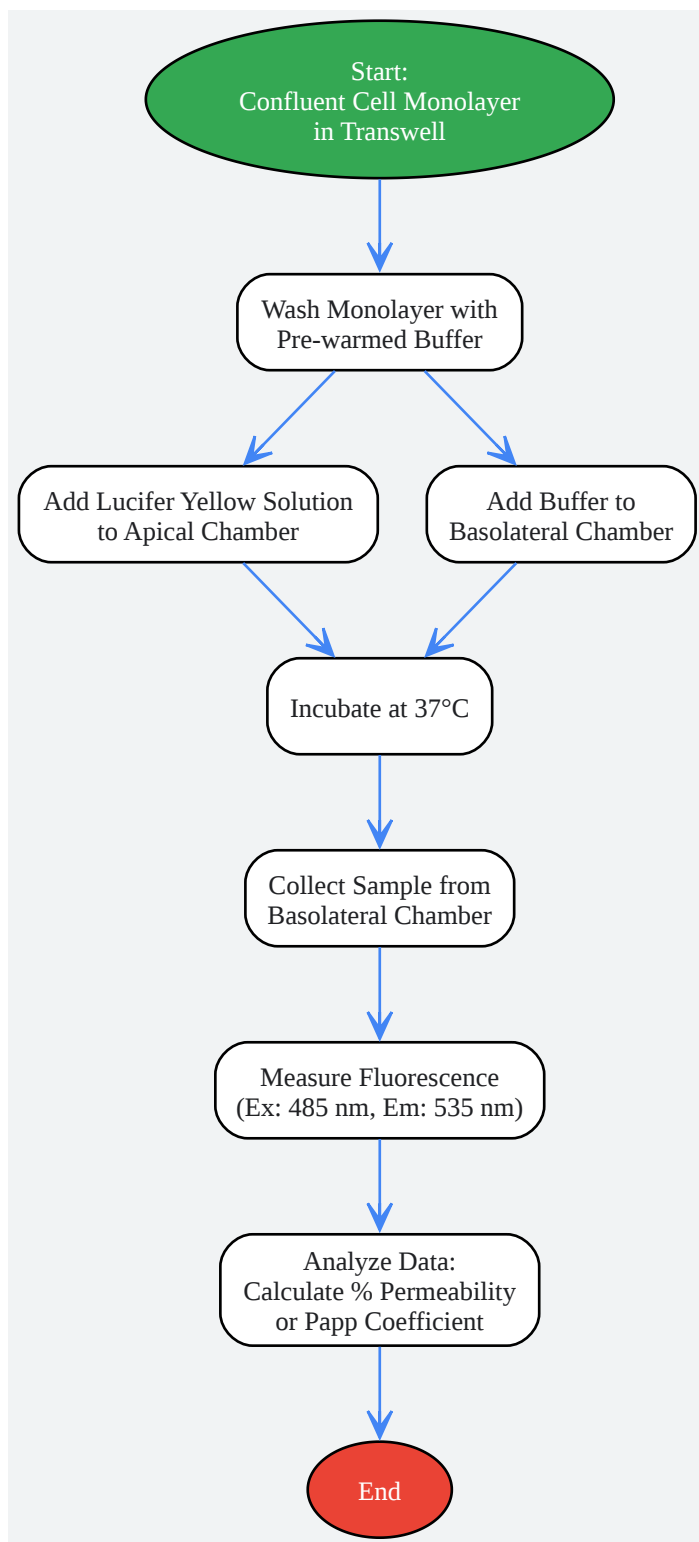 Start:
Confluent Cell Monolayer
in Transwell
Wash Monolayer with
Pre-warmed Buffer
Add Lucifer Yellow Solution
to Apical Chamber
Add Buffer to
Basolateral Chamber
Incubate at 37°C
Collect Sample from
Basolateral Chamber
Measure Fluorescence
(Ex: 485 nm, Em: 535 nm)
Analyze Data:
Calculate % Permeability
or Papp Coefficient
End